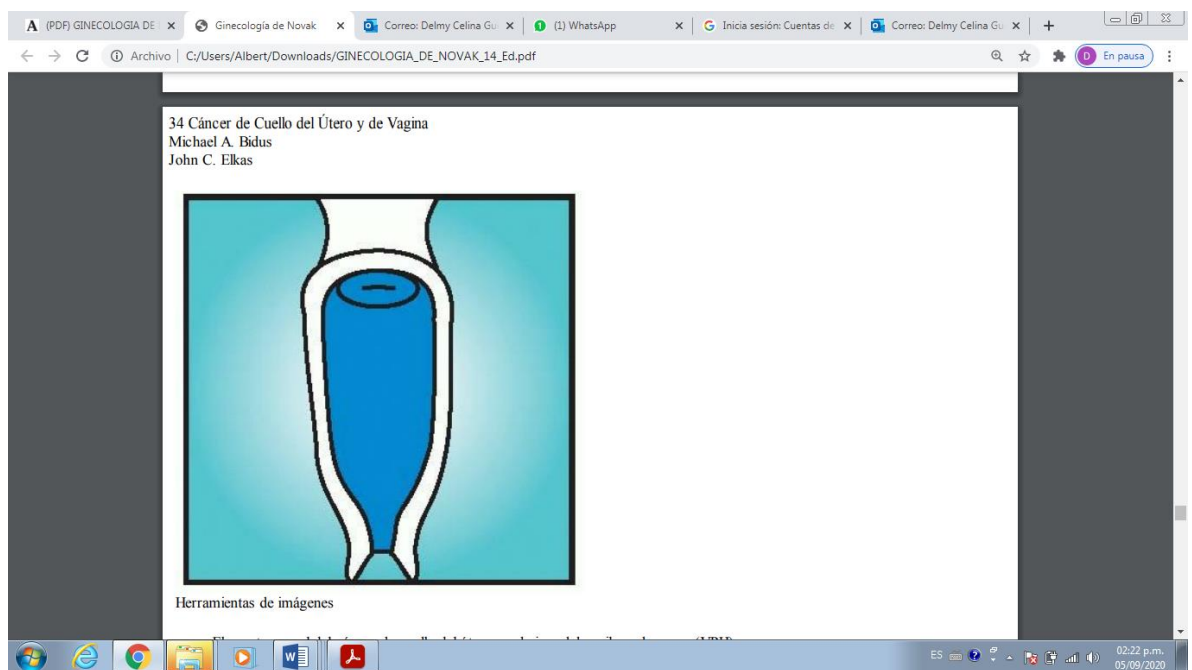 (PDF) GINECOLOGIA DE
Ginecología de Novak
Correo: Delmy Celina Gu
(1) WhatsApp
Inicia sesión: Cuentas de
Correo: Delmy Celina Gu
Archivo
C:/Users/Albert/Downloads/GINECOLOGIA_DE_NOVAK_14_Ed.pdf
D En pausa
34 Cáncer de Cuello del Útero y de Vagina
Michael A. Bidus
John C. Elkas
Herramientas de imágenes
ES
02:22 p.m.
05/09/2020